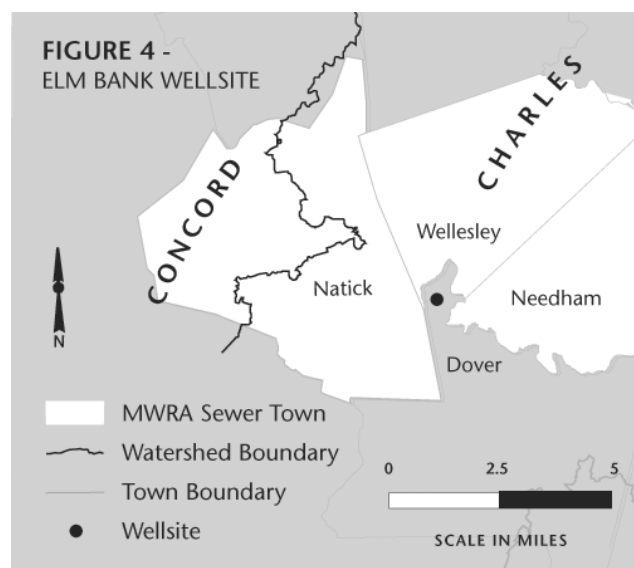 FIGURE 4 -
ELM BANK WELLSITE
CONCORD
CHARLES
Wellesley
Natick
Needham
Dover
N
MWRA Sewer Town
Watershed Boundary
Town Boundary
Wellsite
0 2.5 5
SCALE IN MILES